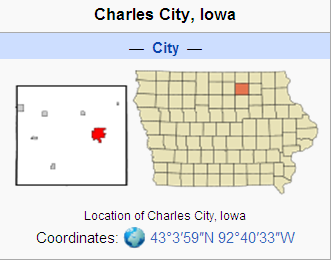 Charles City, Iowa
— City —
Location of Charles City, Iowa
Coordinates: 43°3′59″N 92°40′33″W